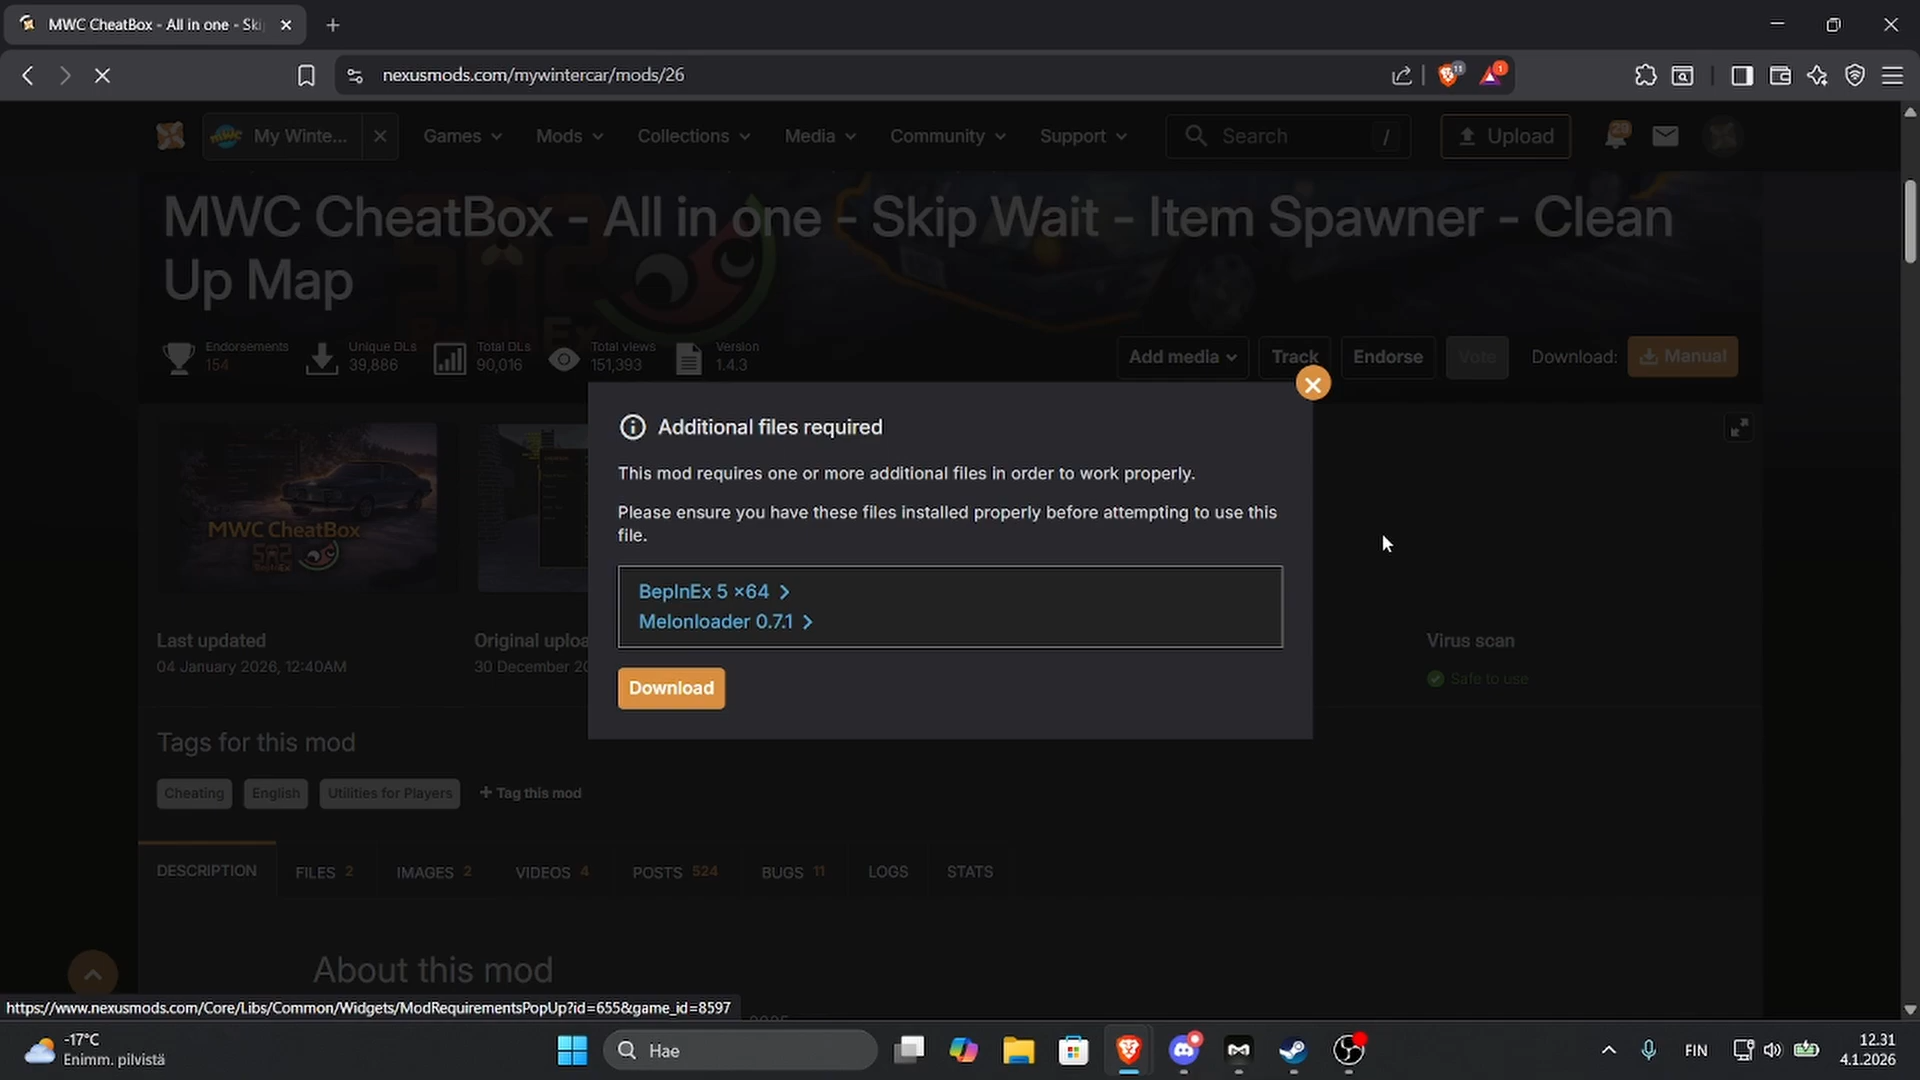 MWC CheatBox - All in one - Ski
nexusmods.com/mywintercar/mods/26
11
1
My Winte...
Games
Mods
Collections
Media
Community
Support
Search
/
Upload
MWC CheatBox - All in one - Skip Wait - Item Spawner - Clean
Up Map
Endorsements
154
Unique DLs
39,886
Total DLs
90,016
Total views
151,393
Version
1.4.3
Add media
Track
Endorse
Vote
Download:
Manual
Additional files required
This mod requires one or more additional files in order to work properly.
Please ensure you have these files installed properly before attempting to use this
file.
BepInEx 5 x64
Melonloader 0.7.1
Download
MWC CheatBox
Last updated
04 January 2026, 12:40AM
Original uploa
30 December 20
Virus scan
Safe to use
Tags for this mod
Cheating
English
Utilities for Players
+ Tag this mod
DESCRIPTION
FILES 2
IMAGES 2
VIDEOS 4
POSTS 524
BUGS 11
LOGS
STATS
About this mod
https://www.nexusmods.com/Core/Libs/Common/Widgets/ModRequirementsPopUp?id=655&game_id=8597
-17°C
Enimm. pilvistä
Hae
FIN
12.31
4.1.2026